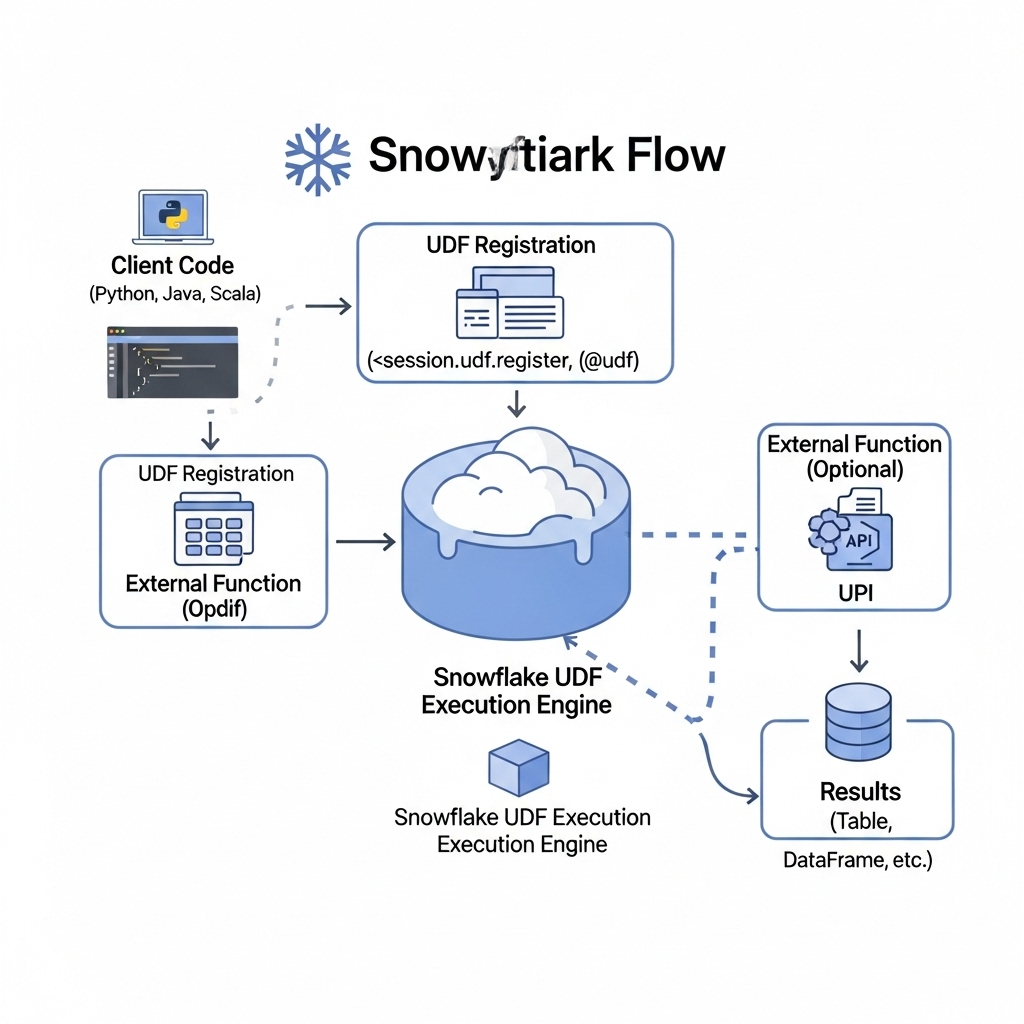 Flow
Client Code
(Python, Java, Scala)
UDF Registration
(<session.udf.register, (@udf)
UDF Registration
External Function
(Opdif)
External Function
(Optional)
API
UPI
Snowflake UDF
Execution Engine
Snowflake UDF Execution
Execution Engine
Results
(Table,
DataFrame, etc.)